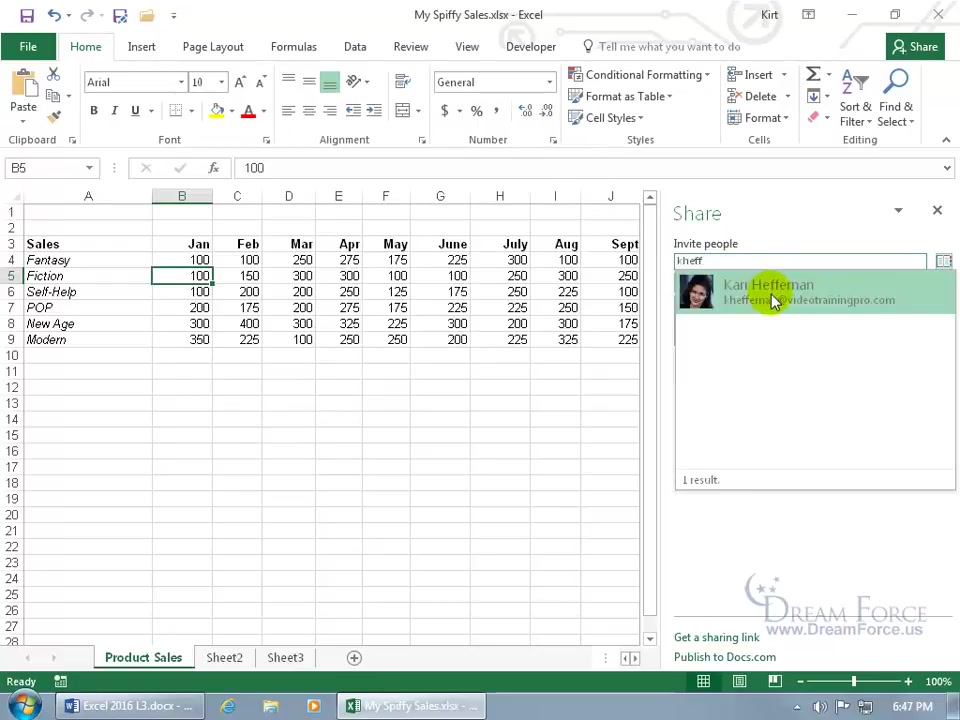 My Spiffy Sales.xlsx - Excel
Kirt
File Home Insert Page Layout Formulas Data Review View Developer Tell me what you want to do Share
Paste
Arial 10
B I U A
General
$ % ,
Conditional Formatting
Format as Table
Cell Styles
Insert
Delete
Format
Sort & Filter
Find & Select
Clipboard Font Alignment Number Styles Cells Editing
B5 fx 100
A B C D E F G H I J
1
2
3 Sales Jan Feb Mar Apr May June July Aug Sept
4 Fantasy 100 100 250 275 175 225 300 100 100
5 Fiction 100 150 300 300 100 100 250 300 250
6 Self-Help 100 200 200 250 125 175 250 225 100
7 POP 200 175 200 275 175 225 225 250 150
8 New Age 300 400 300 325 225 300 200 300 175
9 Modern 350 225 100 250 250 200 225 325 225
10
11
12
13
14
15
16
17
18
19
20
21
22
23
24
25
26
27
28
Share
Invite people
kheff
Kari Heffernan
kheffernan@videotrainingpro.com
1 result.
DREAM FORCE
www.DreamForce.us
Get a sharing link
Publish to Docs.com
Product Sales Sheet2 Sheet3
Ready 100%
Excel 2016 L3.docx - ... My Spiffy Sales.xlsx - ... 6:47 PM